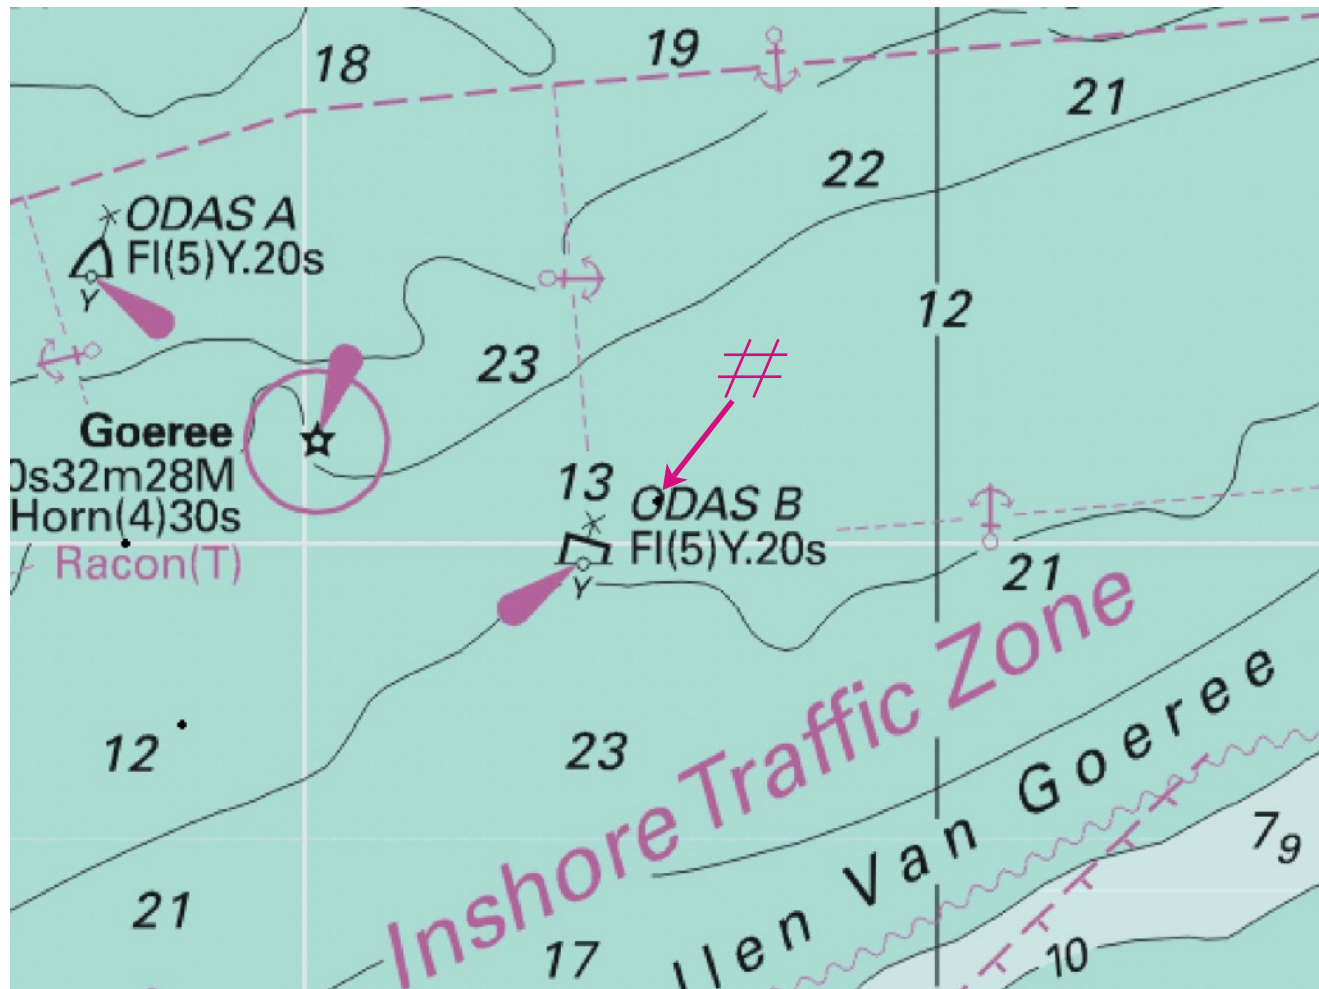 18
19
21
22
ODAS A
Fl(5)Y.20s
Y
12
23
#
Goeree
0s32m28M
Horn(4)30s
Racon(T)
13
ODAS B
Fl(5)Y.20s
Y
21
Inshore Traffic Zone
12
23
llen Van Goeree
7₉
21
17
10